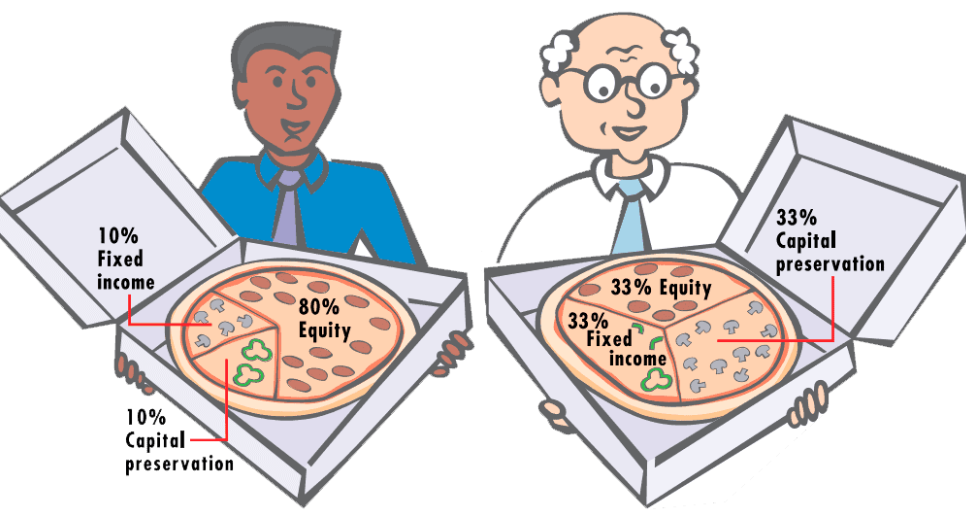 10%
Fixed
income
80%
Equity
10%
Capital
preservation
33% Equity
33%
Fixed
income
33%
Capital
preservation